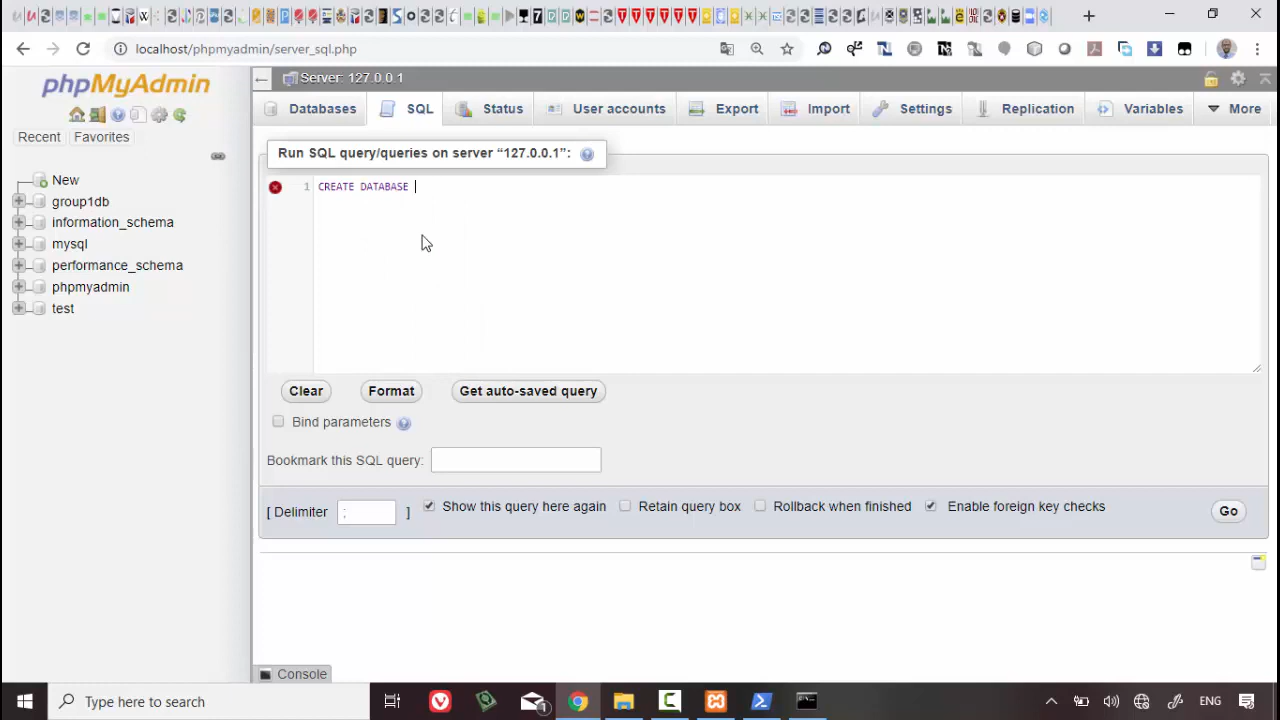 localhost/phpmyadmin/server_sql.php
phpMyAdmin
Server: 127.0.0.1
Databases SQL Status User accounts Export Import Settings Replication Variables More
Recent Favorites
Run SQL query/queries on server “127.0.0.1”:
New
group1db
information_schema
mysql
performance_schema
phpmyadmin
test
1 CREATE DATABASE
Clear Format Get auto-saved query
Bind parameters
Bookmark this SQL query:
[ Delimiter ; ] Show this query here again Retain query box Rollback when finished Enable foreign key checks Go
Console
Type here to search
1
ENG